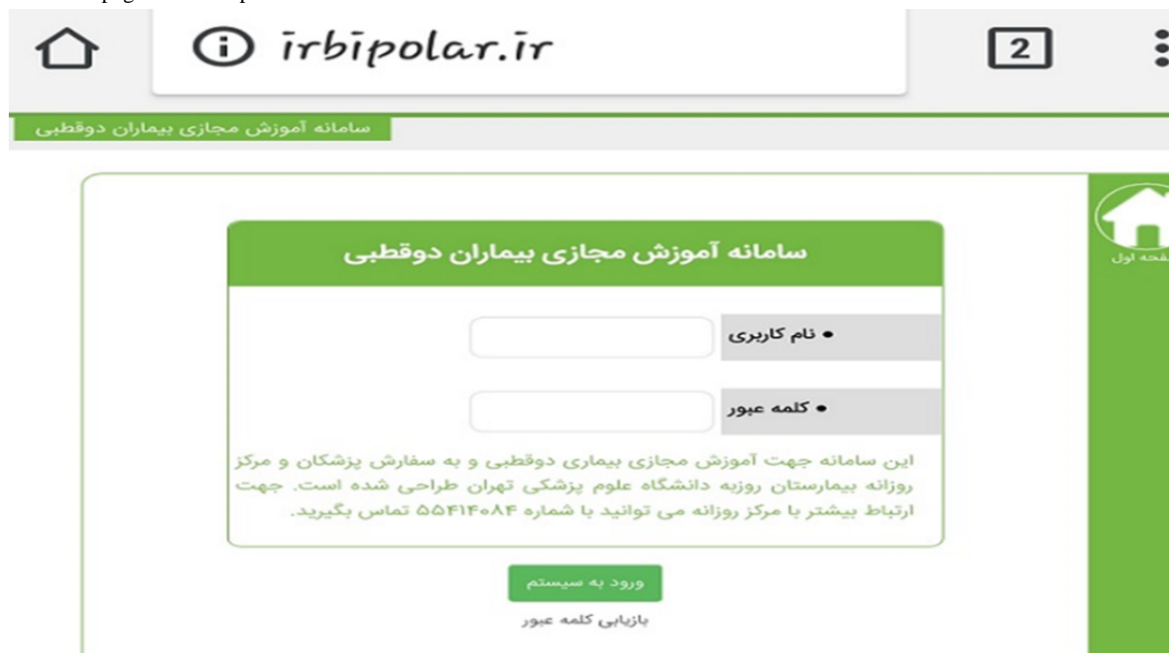 irbipolar.ir
2
سامانه آموزش مجازی بیماران دوقطبی
سامانه آموزش مجازی بیماران دوقطبی
فحه اول
● نام کاربری
● کلمه عبور
این سامانه جهت آموزش مجازی بیماری دوقطبی و به سفارش پزشکان و مرکز
روزانه بیمارستان روزبه دانشگاه علوم پزشکی تهران طراحی شده است. جهت
ارتباط بیشتر با مرکز روزانه می توانید با شماره ۵۵۴۱۴۰۸۴ تماس بگیرید.
ورود به سیستم
بازیابی کلمه عبور